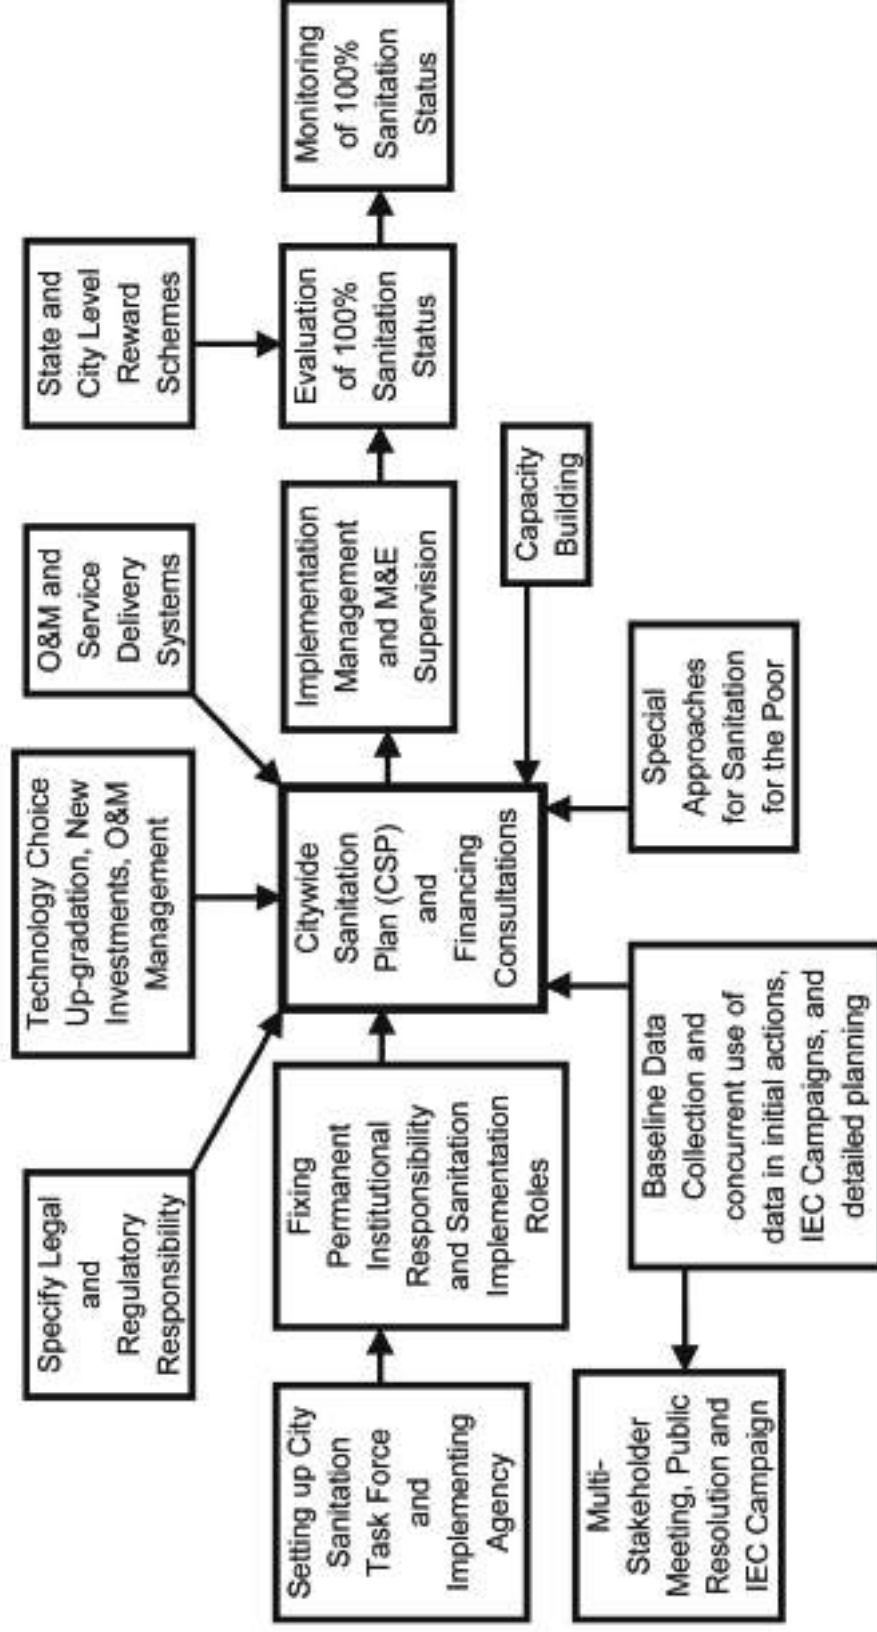 Specify Legal
and
Regulatory
Responsibility
Technology Choice
Up-gradation, New
Investments, O&M
Management
O&M and
Service
Delivery
Systems
State and
City Level
Reward
Schemes
Setting up City
Sanitation
Task Force
and
Implementing
Agency
Fixing
Permanent
Institutional
Responsibility
and Sanitation
Implementation
Roles
Citywide
Sanitation
Plan (CSP)
and
Financing
Consultations
Implementation
Management
and M&E
Supervision
Evaluation
of 100%
Sanitation
Status
Monitoring
of 100%
Sanitation
Status
Multi-
Stakeholder
Meeting, Public
Resolution and
IEC Campaign
Baseline Data
Collection and
concurrent use of
data in initial actions,
IEC Campaigns, and
detailed planning
Special
Approaches
for Sanitation
for the Poor
Capacity
Building